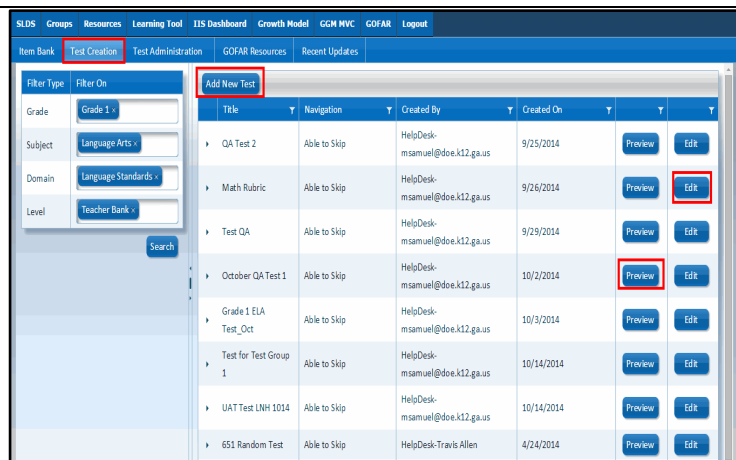 SLDS Groups Resources Learning Tool IIS Dashboard Growth Model GGM MVC GOFAR Logout
Item Bank Test Creation Test Administration GOFAR Resources Recent Updates
Filter Type Filter On
Grade Grade 1 ×
Subject Language Arts ×
Domain Language Standards ×
Level Teacher Bank ×
Search
Add New Test
Title Navigation Created By Created On
QA Test 2 Able to Skip HelpDesk- 9/25/2014 Preview Edit
msamuel@doe.k12.ga.us
Math Rubric Able to Skip HelpDesk- 9/26/2014 Preview Edit
msamuel@doe.k12.ga.us
Test QA Able to Skip HelpDesk- 9/29/2014 Preview Edit
msamuel@doe.k12.ga.us
October QA Test 1 Able to Skip HelpDesk- 10/2/2014 Preview Edit
msamuel@doe.k12.ga.us
Grade 1 ELA Able to Skip HelpDesk- 10/3/2014 Preview Edit
Test_Oct msamuel@doe.k12.ga.us
Test for Test Group Able to Skip HelpDesk- 10/14/2014 Preview Edit
1 msamuel@doe.k12.ga.us
UAT Test LNH 1014 Able to Skip HelpDesk- 10/14/2014 Preview Edit
msamuel@doe.k12.ga.us
651 Random Test Able to Skip HelpDesk-Travis Allen 4/24/2014 Preview Edit